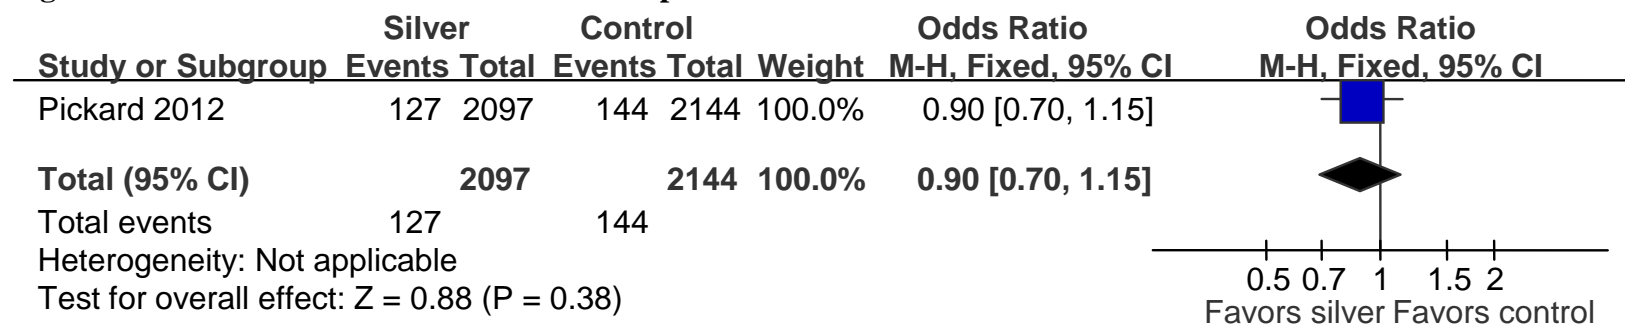 Silver Control Odds Ratio Odds Ratio
Study or Subgroup Events Total Events Total Weight M-H, Fixed, 95% CI M-H, Fixed, 95% CI
Pickard 2012 127 2097 144 2144 100.0% 0.90 [0.70, 1.15]
Total (95% CI) 2097 2144 100.0% 0.90 [0.70, 1.15]
Total events 127 144
Heterogeneity: Not applicable
Test for overall effect: Z = 0.88 (P = 0.38)
0.5 0.7 1 1.5 2
Favors silver Favors control